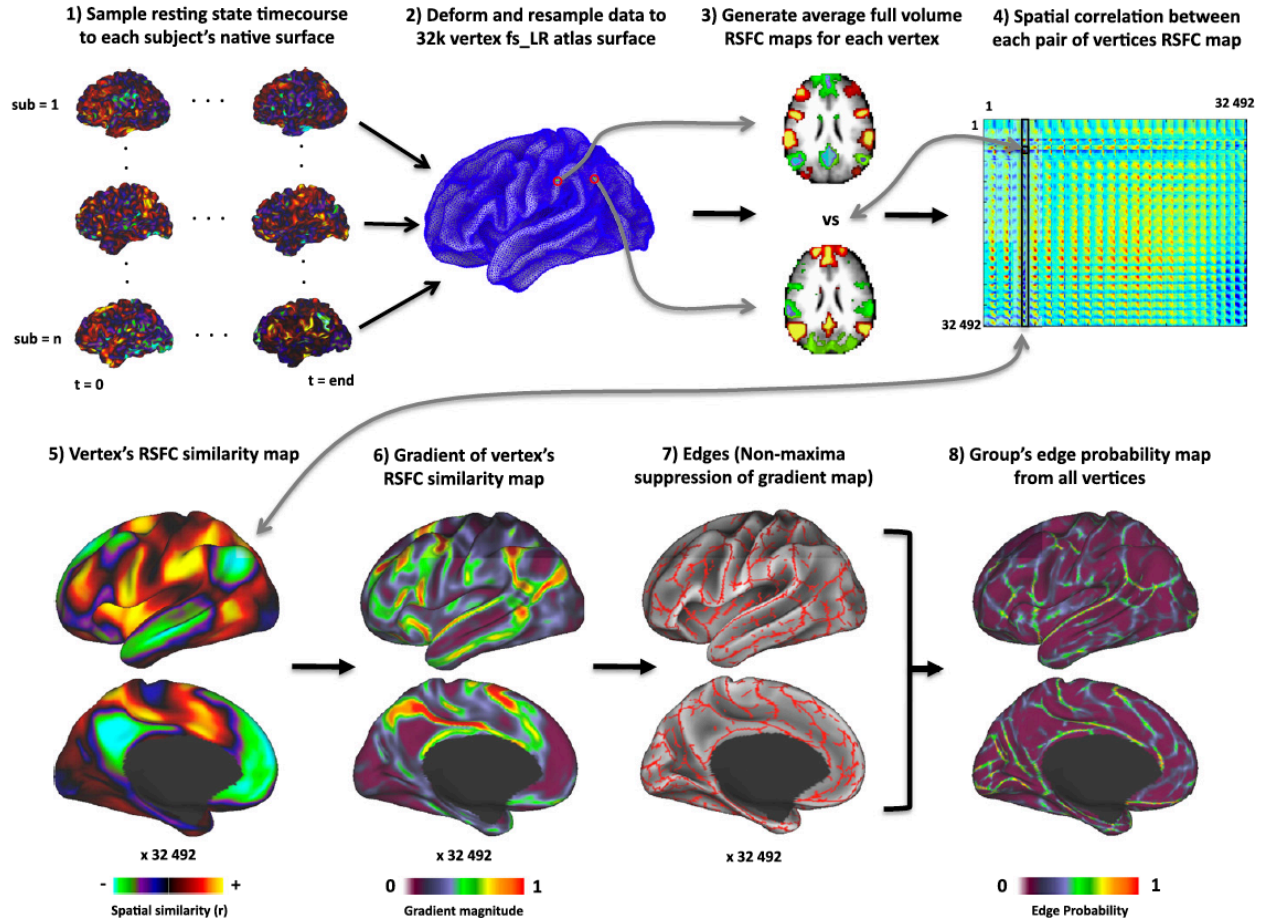 1) Sample resting state timecourse
to each subject's native surface
2) Deform and resample data to
32k vertex fs_LR atlas surface
3) Generate average full volume
RSFC maps for each vertex
4) Spatial correlation between
each pair of vertices RSFC map
sub = 1
sub = n
t = 0
t = end
vs
1
32 492
1
32 492
5) Vertex's RSFC similarity map
6) Gradient of vertex's
RSFC similarity map
7) Edges (Non-maxima
suppression of gradient map)
8) Group's edge probability map
from all vertices
x 32 492
x 32 492
x 32 492
- +
Spatial similarity (r)
0 1
Gradient magnitude
0 1
Edge Probability